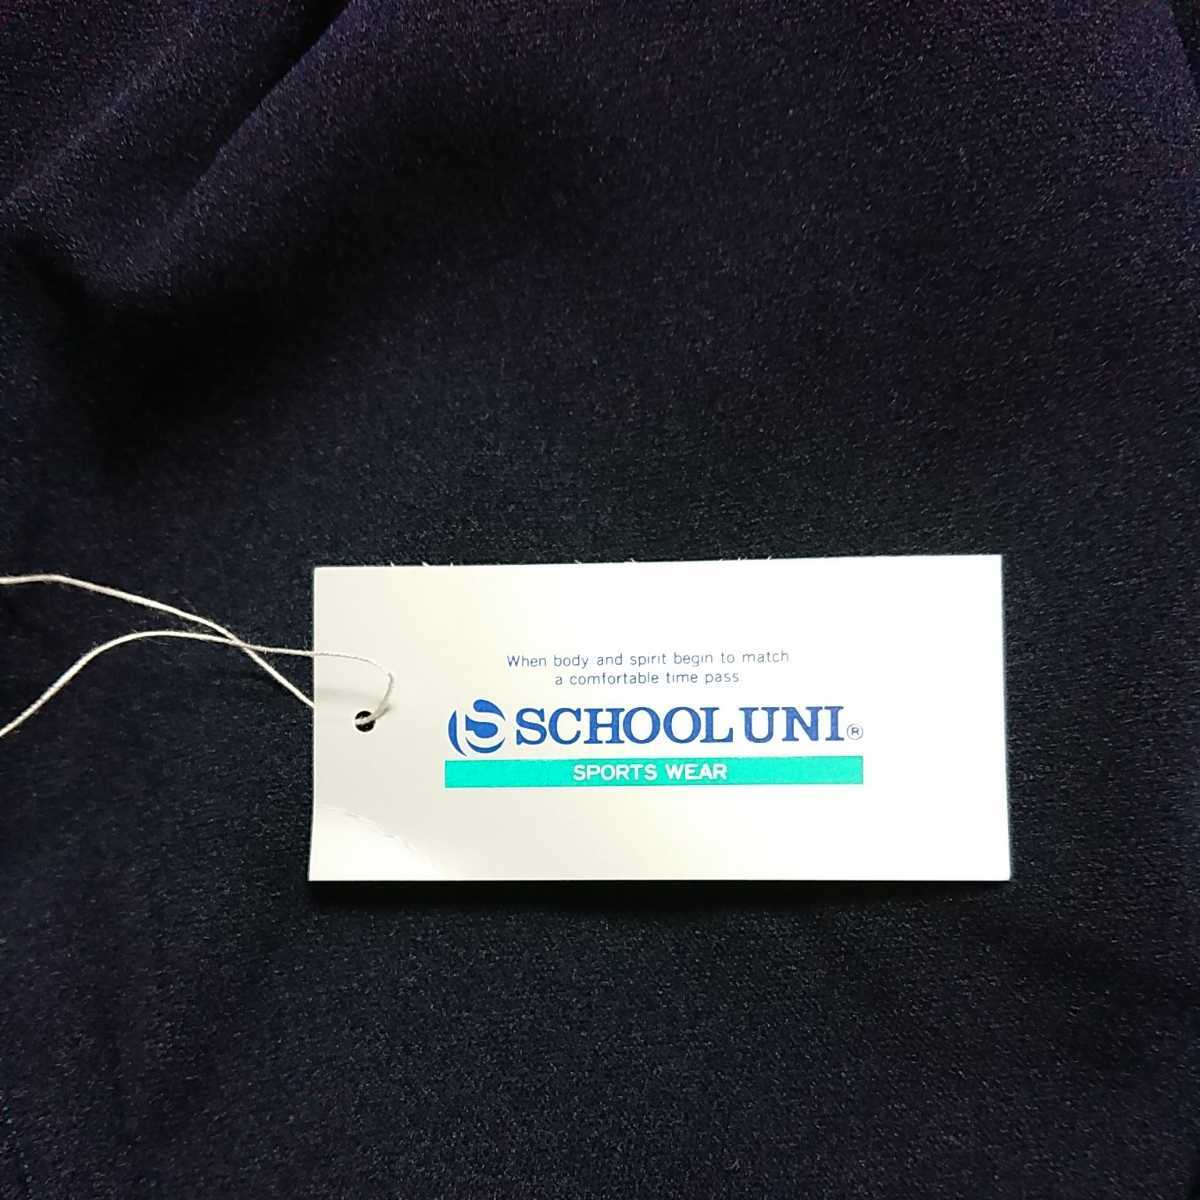 When body and spirit begin to match
a comfortable time pass
S SCHOOL UNI®
SPORTS WEAR